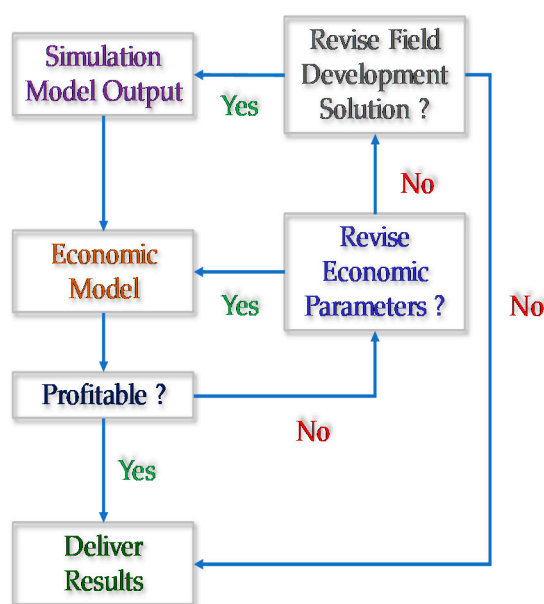 Simulation
Model Output
Revise Field
Development
Solution ?
Yes
No
Economic
Model
Revise
Economic
Parameters ?
Yes
No
Profitable ?
No
Yes
Deliver
Results